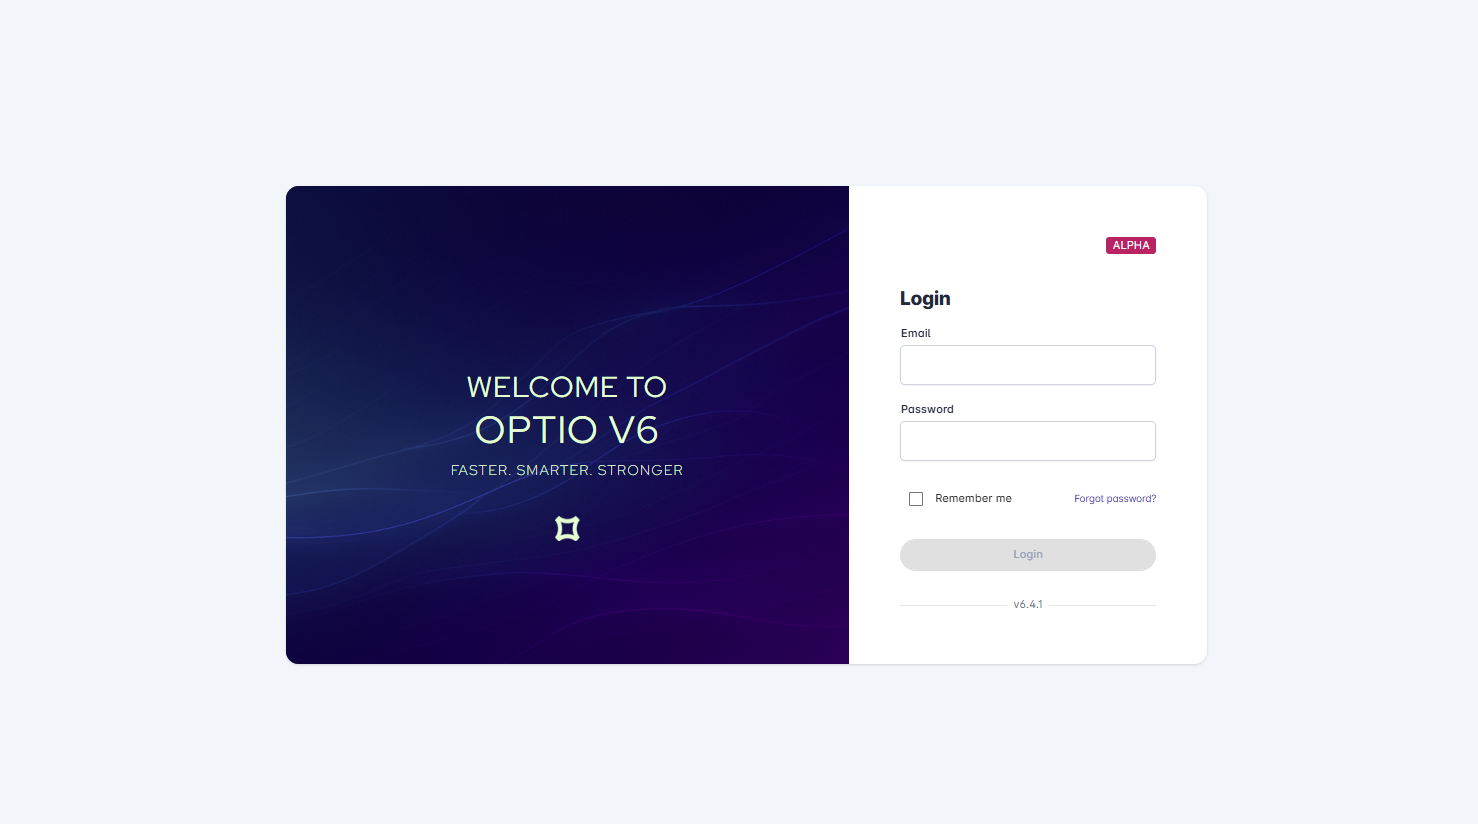 WELCOME TO
OPTIO V6
FASTER. SMARTER. STRONGER
ALPHA
Login
Email
Password
Remember me
Forgot password?
Login
v6.4.1